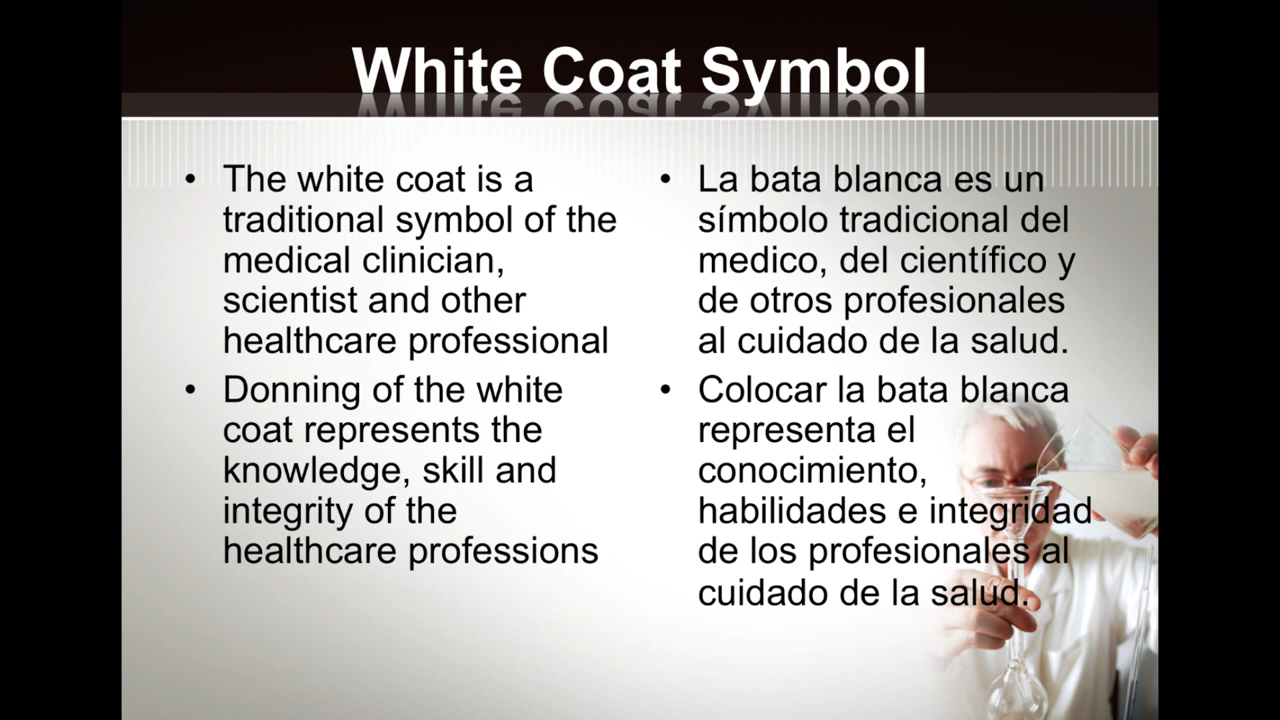 White Coat Symbol
• The white coat is a
traditional symbol of the
medical clinician,
scientist and other
healthcare professional
• Donning of the white
coat represents the
knowledge, skill and
integrity of the
healthcare professions
• La bata blanca es un
símbolo tradicional del
medico, del científico y
de otros profesionales
al cuidado de la salud.
• Colocar la bata blanca
representa el
conocimiento,
habilidades e integridad
de los profesionales al
cuidado de la salud.